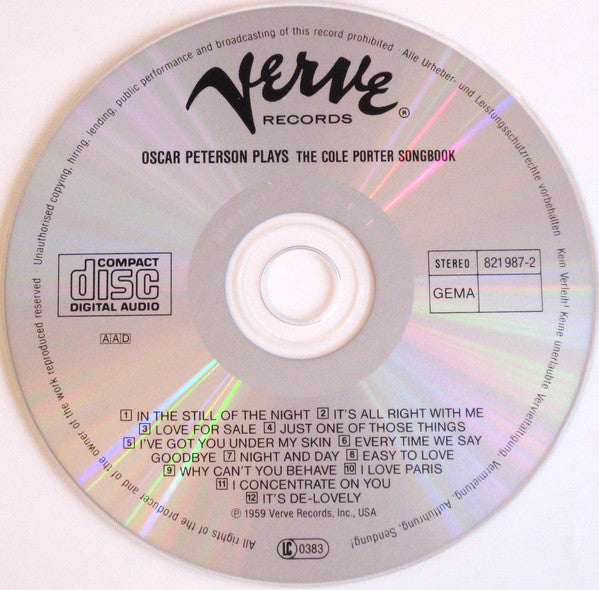 All rights of the producer and of the owner of the work reproduced reserved · Unauthorised copying, hiring, lending, public performance and broadcasting of this record prohibited · Alle Urheber- und Leistungsschutzrechte vorbehalten · Kein Verleih! Keine unerlaubte Vervielfältigung, Vermietung, Aufführung, Sendung!
VERVE ®
RECORDS
OSCAR PETERSON PLAYS THE COLE PORTER SONGBOOK
COMPACT
disc
DIGITAL AUDIO
AAD
STEREO 821 987-2
GEMA
1 IN THE STILL OF THE NIGHT 2 IT'S ALL RIGHT WITH ME
3 LOVE FOR SALE 4 JUST ONE OF THOSE THINGS
5 I'VE GOT YOU UNDER MY SKIN 6 EVERY TIME WE SAY
GOODBYE 7 NIGHT AND DAY 8 EASY TO LOVE
9 WHY CAN'T YOU BEHAVE 10 I LOVE PARIS
11 I CONCENTRATE ON YOU
12 IT'S DE-LOVELY
℗ 1959 Verve Records, Inc., USA
LC 0383